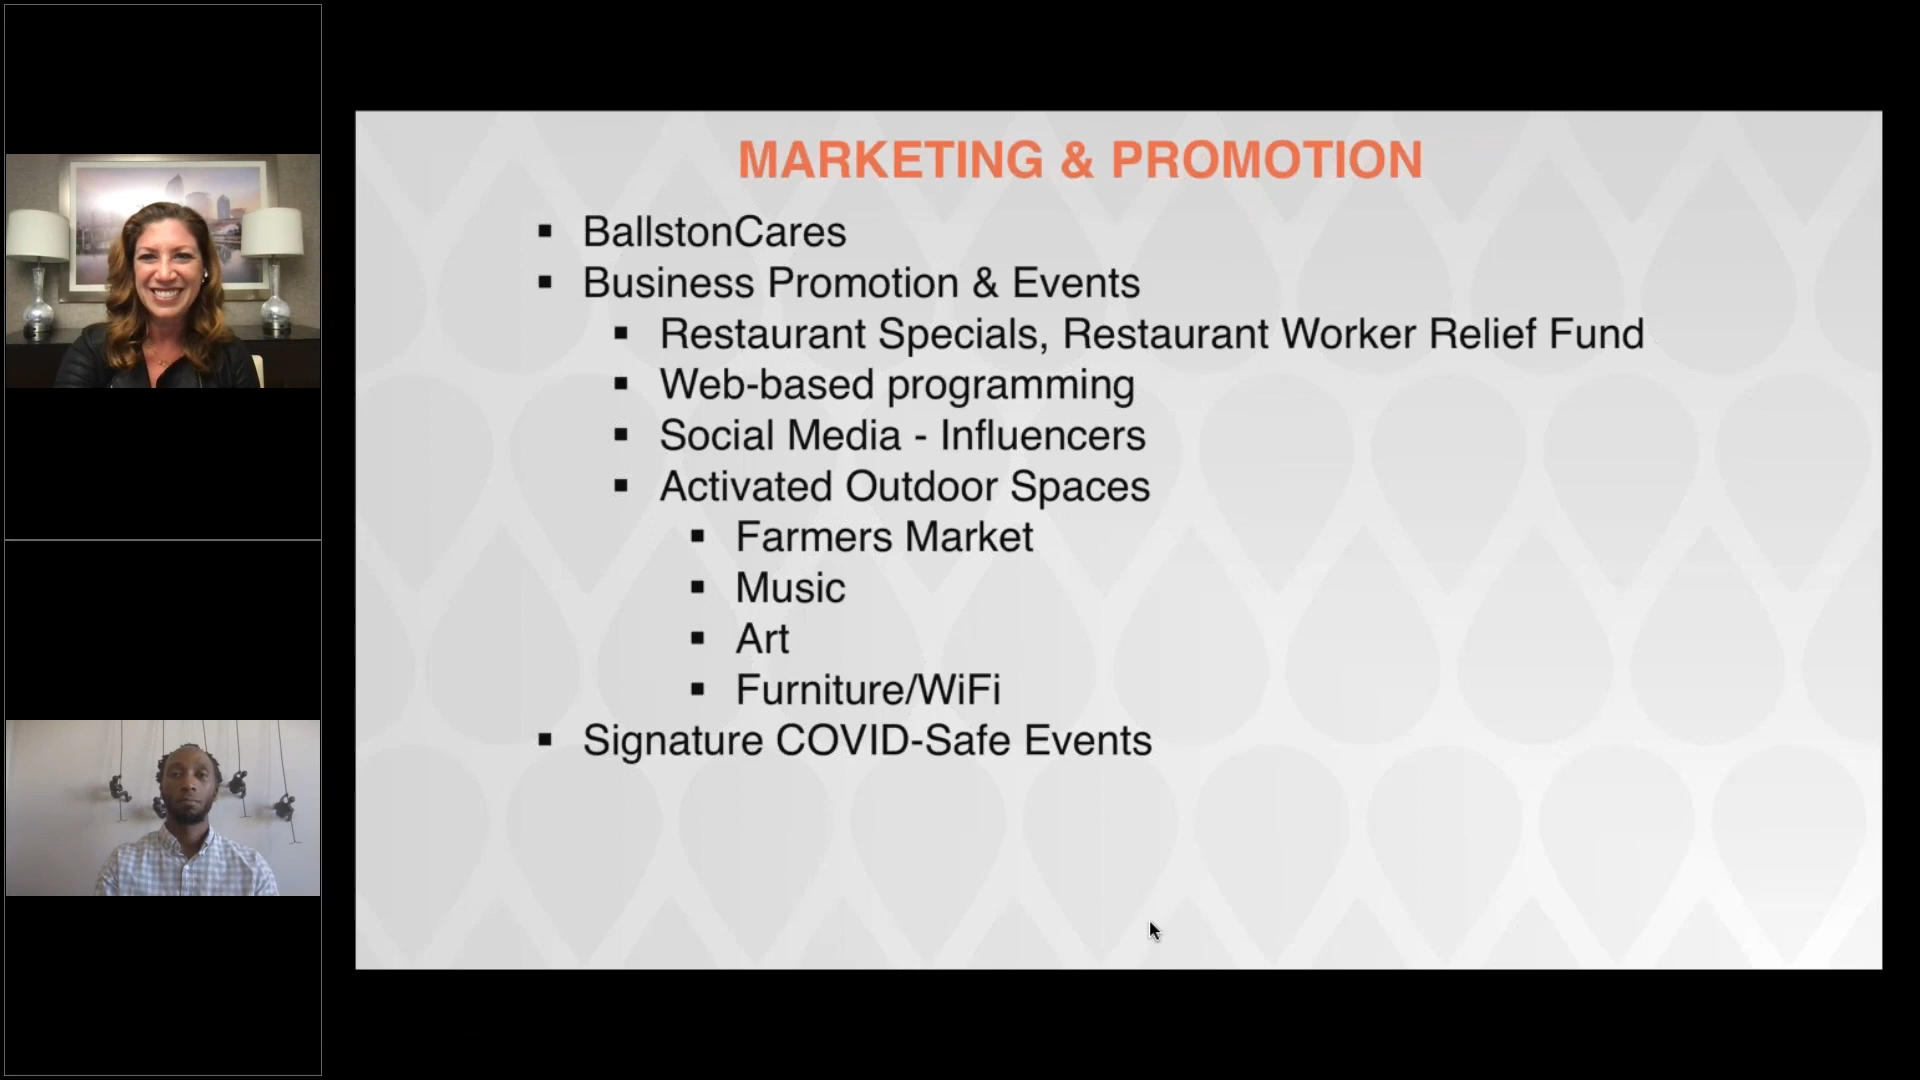 MARKETING & PROMOTION
▪ BallstonCares
▪ Business Promotion & Events
▪ Restaurant Specials, Restaurant Worker Relief Fund
▪ Web-based programming
▪ Social Media - Influencers
▪ Activated Outdoor Spaces
▪ Farmers Market
▪ Music
▪ Art
▪ Furniture/WiFi
▪ Signature COVID-Safe Events